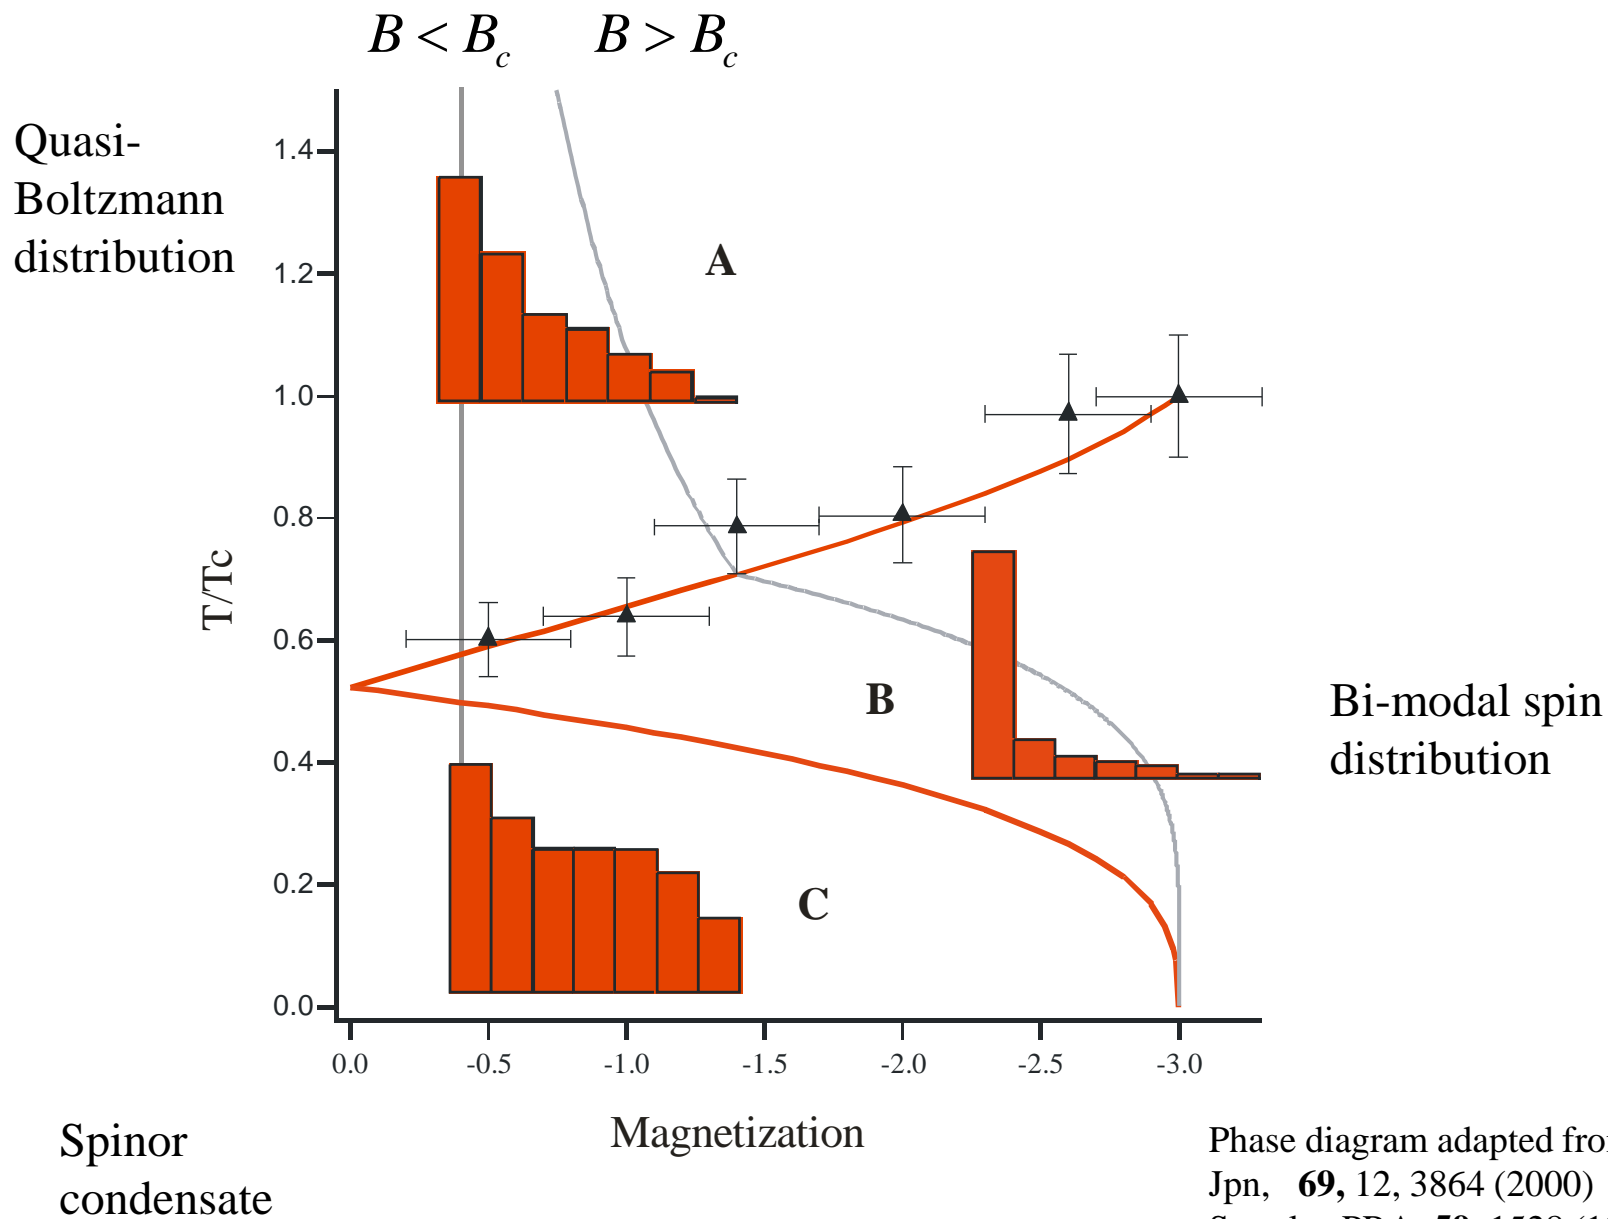 B < Bc
B > Bc
Quasi-
Boltzmann
distribution
1.4
1.2
1.0
0.8
0.6
0.4
0.2
0.0
T/Tc
A
B
C
Bi-modal spin
distribution
0.0
-0.5
-1.0
-1.5
-2.0
-2.5
-3.0
Magnetization
Spinor
condensate
Phase diagram adapted
Jpn, 69, 12, 3864 (2000)